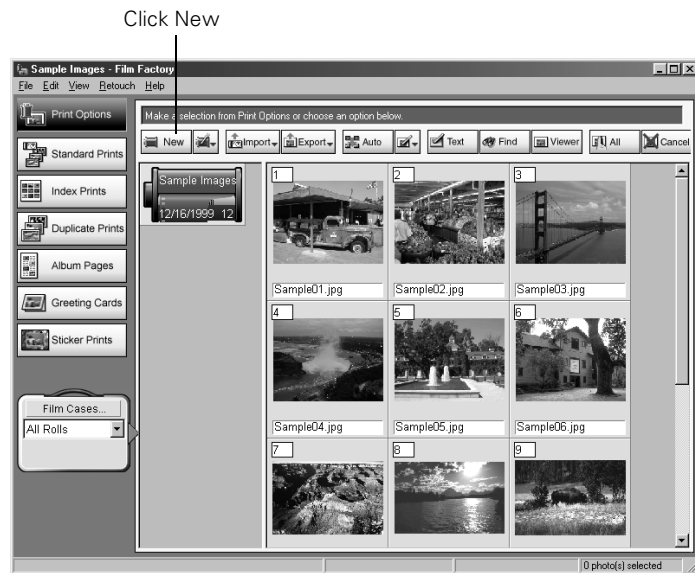 Click New
Sample Images - Film Factory
File Edit View Retouch Help
Print Options
Make a selection from Print Options or choose an option below.
New Import Export Auto Text Find Viewer All Cancel
Standard Prints
Index Prints
Duplicate Prints
Album Pages
Greeting Cards
Sticker Prints
Film Cases...
All Rolls
Sample Images
12/16/1999 12
1 2 3
Sample01.jpg Sample02.jpg Sample03.jpg
4 5 6
Sample04.jpg Sample05.jpg Sample06.jpg
7 8 9
0 photo(s) selected